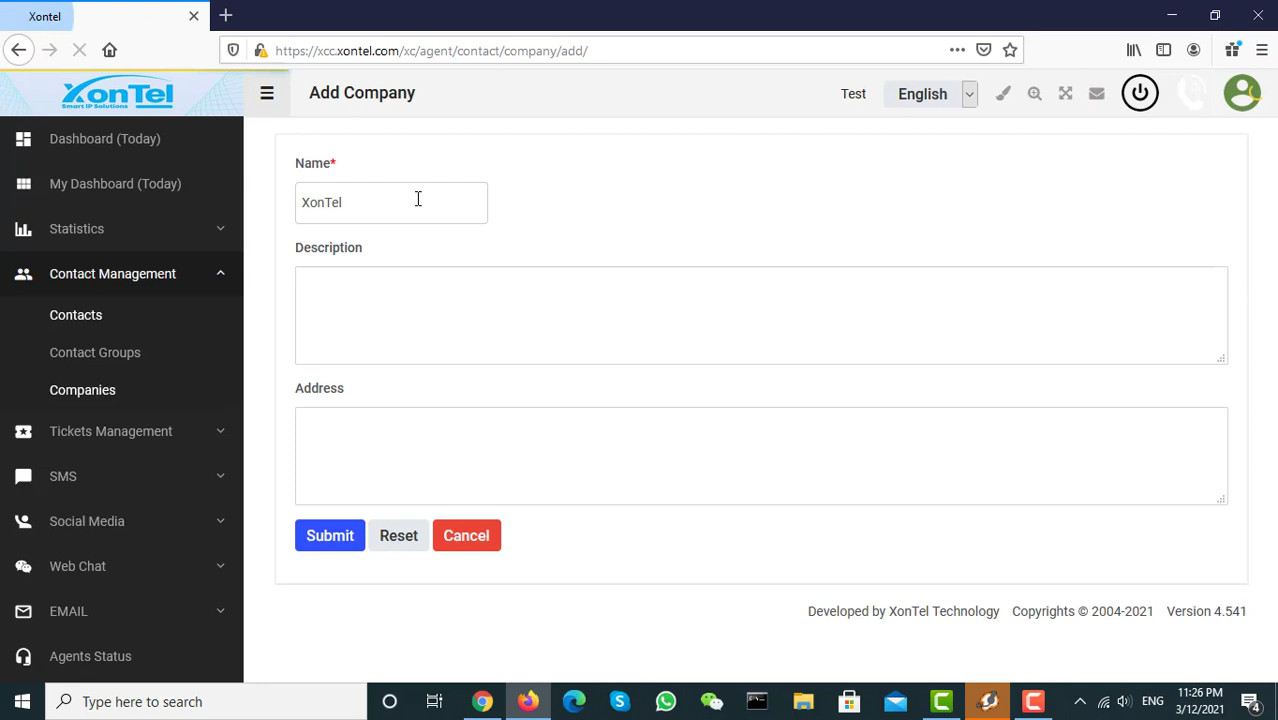 Xontel
https://xcc.xontel.com/xc/agent/contact/company/add/
XonTel
Smart IP Solutions
Add Company
Test
English
Dashboard (Today)
My Dashboard (Today)
Statistics
Contact Management
Contacts
Contact Groups
Companies
Tickets Management
SMS
Social Media
Web Chat
EMAIL
Agents Status
Name*
XonTel
Description
Address
Submit Reset Cancel
Developed by XonTel Technology Copyrights © 2004-2021 Version 4.541
Type here to search
ENG
11:26 PM
3/12/2021
4